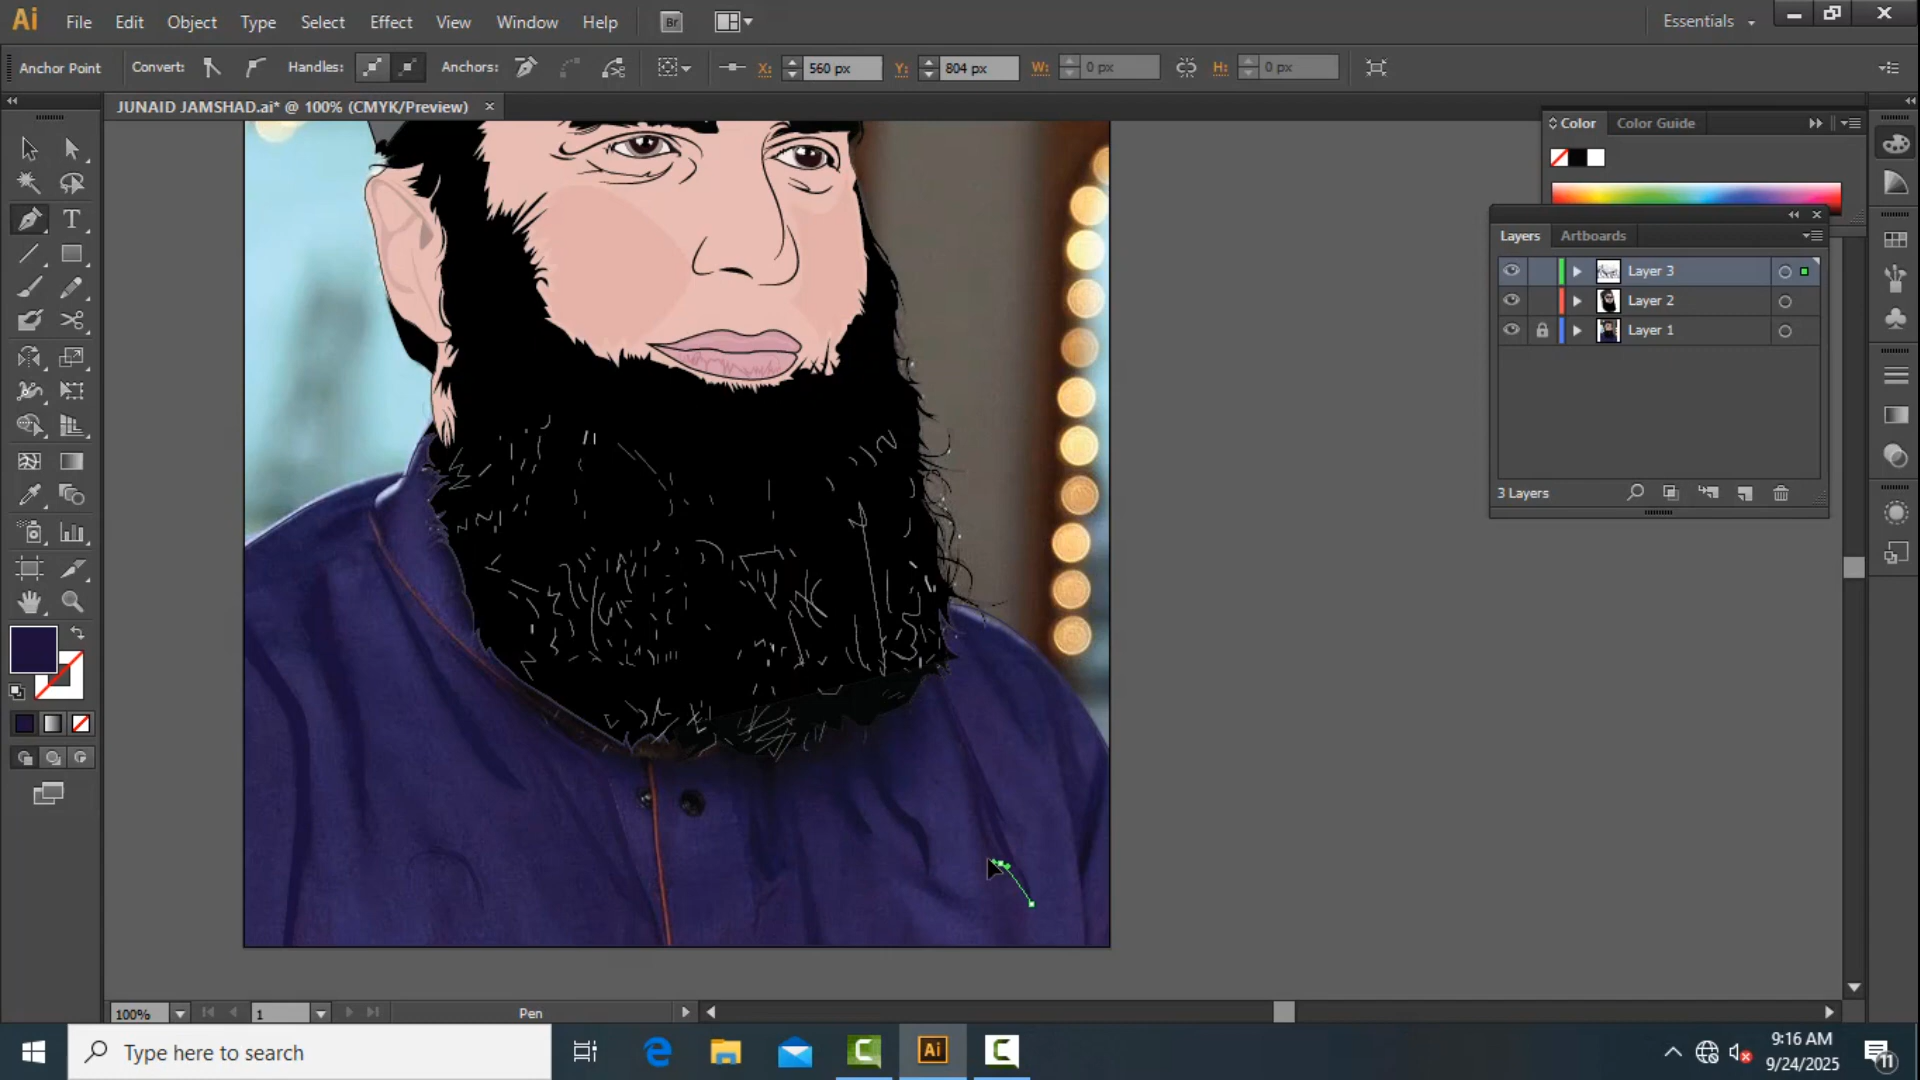 Ai File Edit Object Type Select Effect View Window Help Br Essentials
Anchor Point Convert: Handles: Anchors: X: 560 px Y: 804 px W: 0 px H: 0 px
JUNAID JAMSHAD.ai* @ 100% (CMYK/Preview)
Color Color Guide
Layers Artboards
Layer 3
Layer 2
Layer 1
3 Layers
100% 1 Pen
Type here to search
Ai
9:16 AM
9/24/2025
11